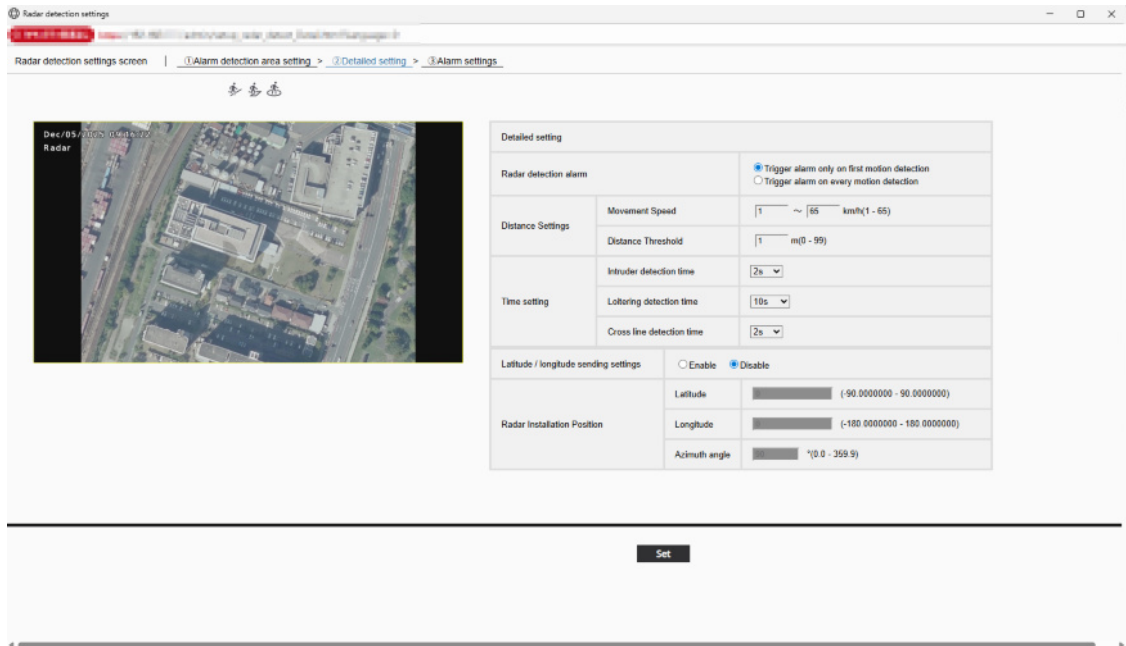 Radar detection settings
Radar detection settings screen | ①Alarm detection area setting > ②Detailed setting > ③Alarm settings
Radar
Detailed setting
Radar detection alarm
Trigger alarm only on first motion detection
Trigger alarm on every motion detection
Distance Settings
Movement Speed 1 ~ 65 km/h(1 - 65)
Distance Threshold 1 m(0 - 99)
Time setting
Intruder detection time 2s
Loitering detection time 10s
Cross line detection time 2s
Latitude / longitude sending settings Enable Disable
Radar Installation Position
Latitude (-90.0000000 - 90.0000000)
Longitude (-180.0000000 - 180.0000000)
Azimuth angle °(0.0 - 359.9)
Set